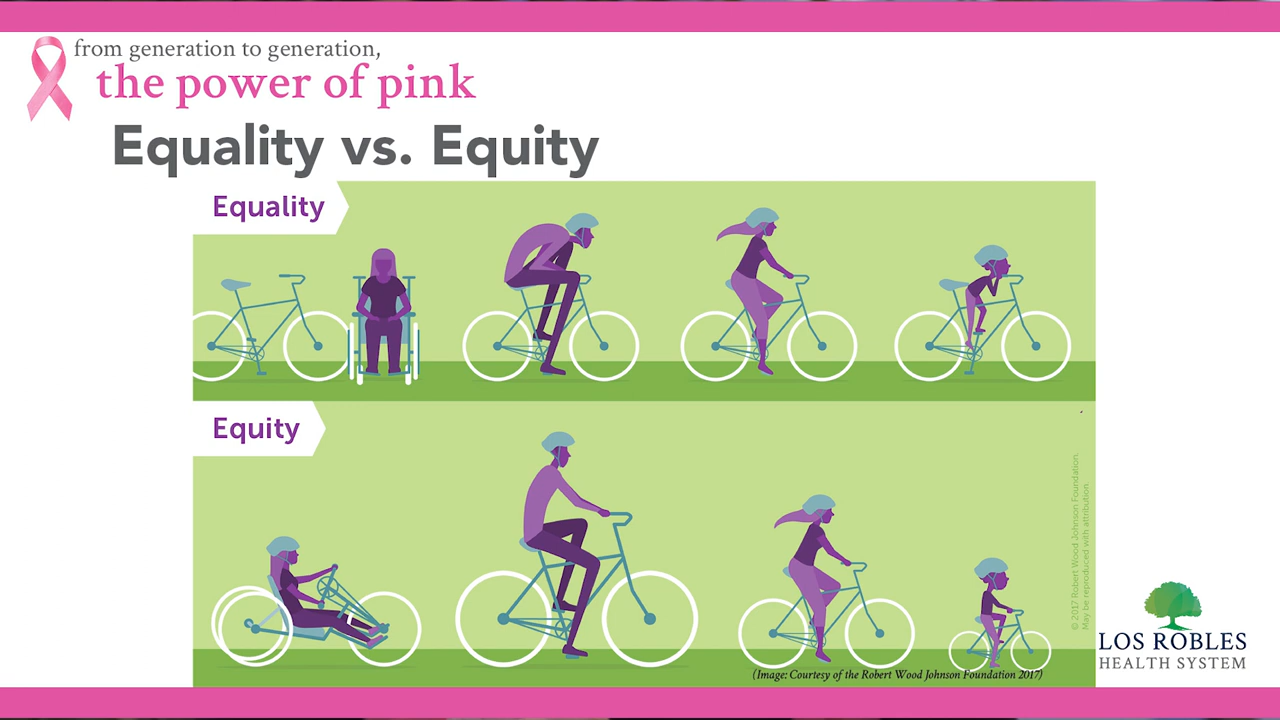 from generation to generation,
the power of pink
Equality vs. Equity
Equality
Equity
© 2017 Robert Wood Johnson Foundation.
May be reproduced with attribution.
(Image: Courtesy of the Robert Wood Johnson Foundation 2017)
LOS ROBLES
HEALTH SYSTEM